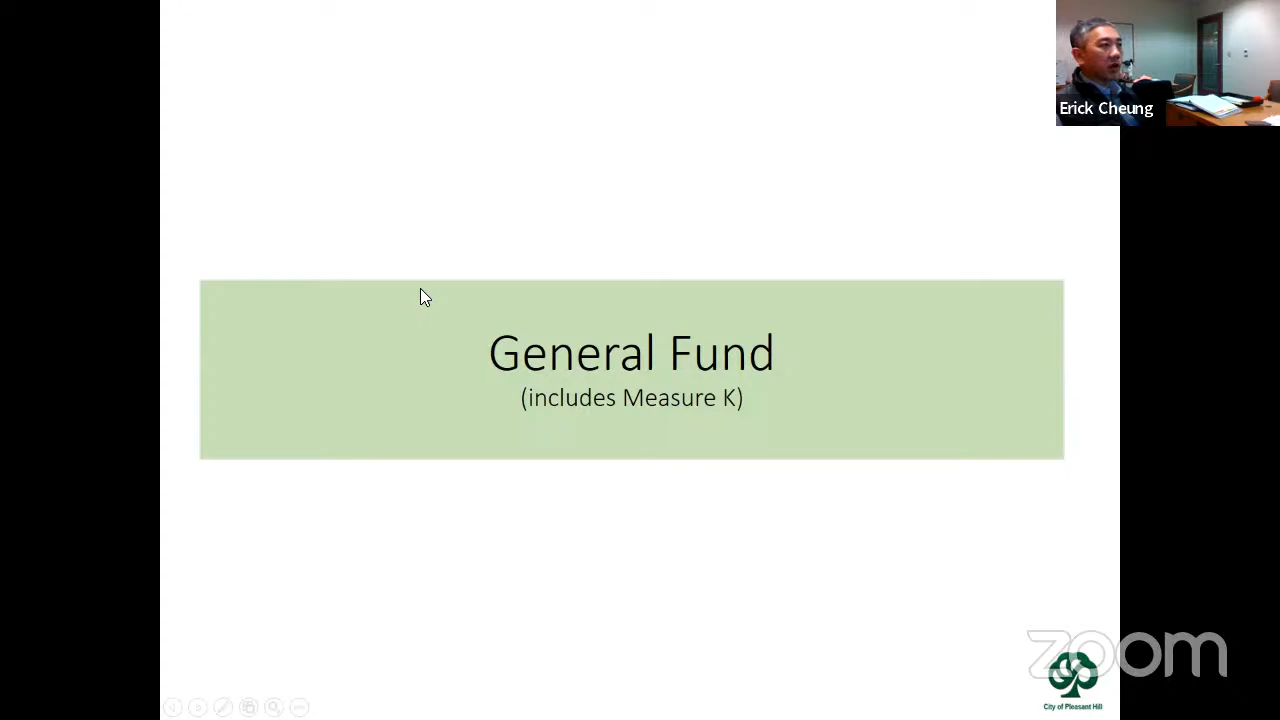 Erick Cheung
General Fund
(includes Measure K)
zoom
City of Pleasant Hill